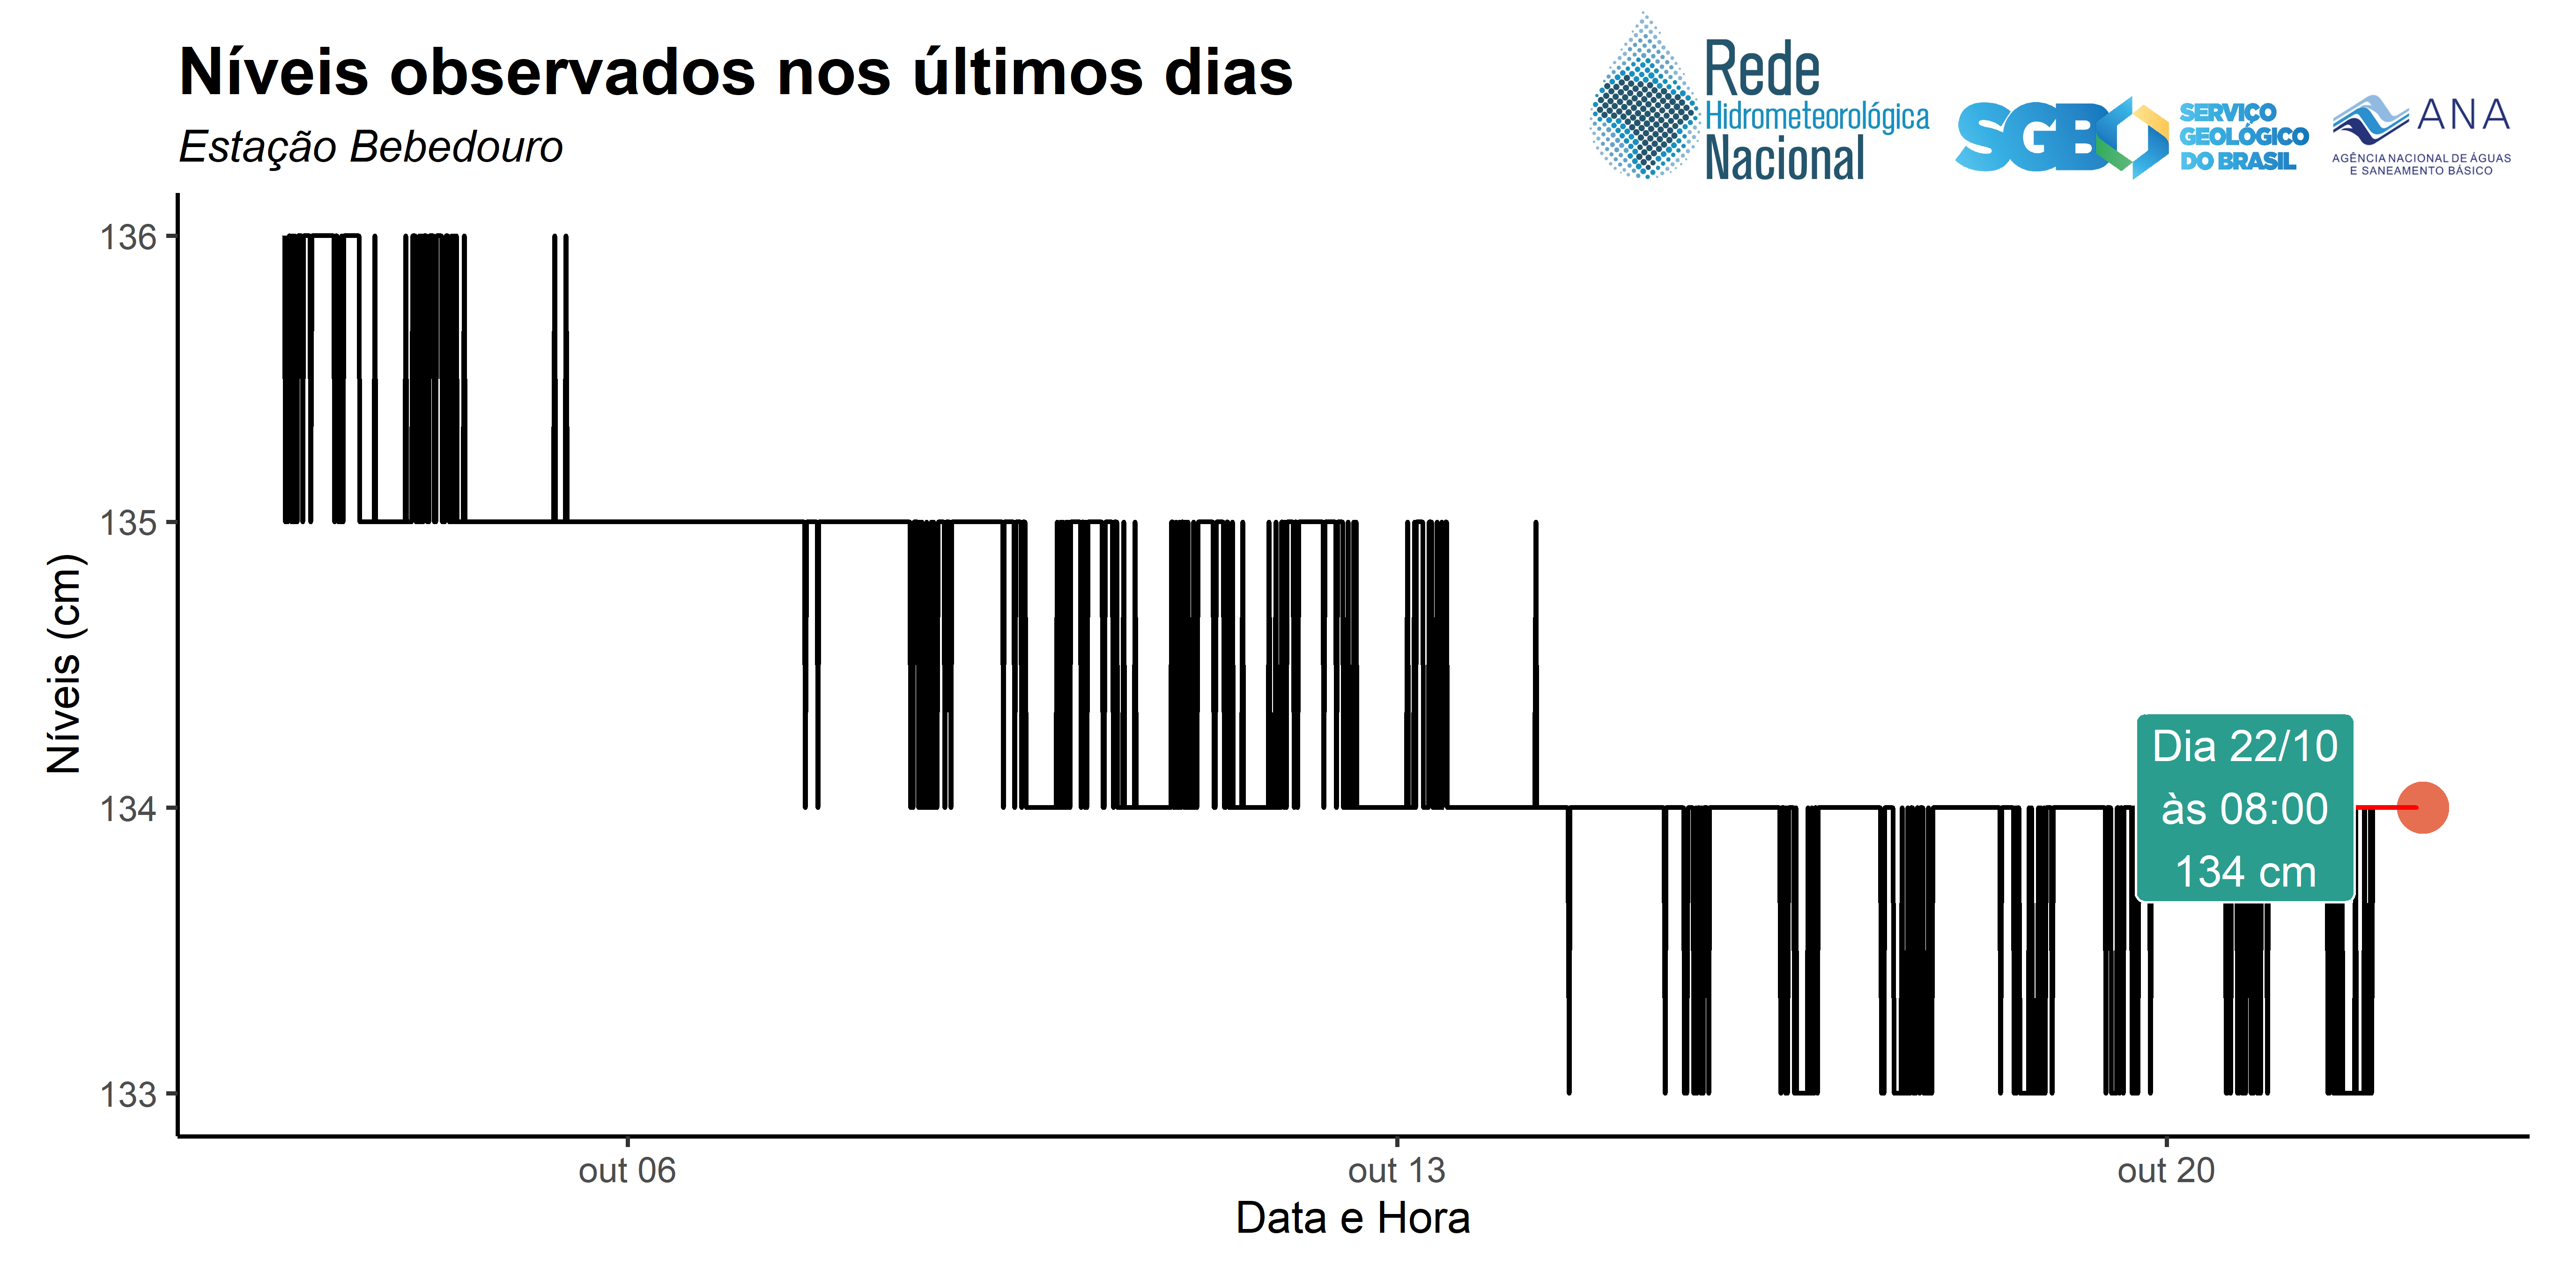 Níveis observados nos últimos dias
Estação Bebedouro
Rede
Hidrometeorológica
Nacional
SGB
SERVIÇO
GEOLÓGICO
DO BRASIL
ANA
AGÊNCIA NACIONAL DE ÁGUAS
E SANEAMENTO BÁSICO
136
135
134
133
Níveis (cm)
Dia 22/10
às 08:00
134 cm
out 06
out 13
out 20
Data e Hora